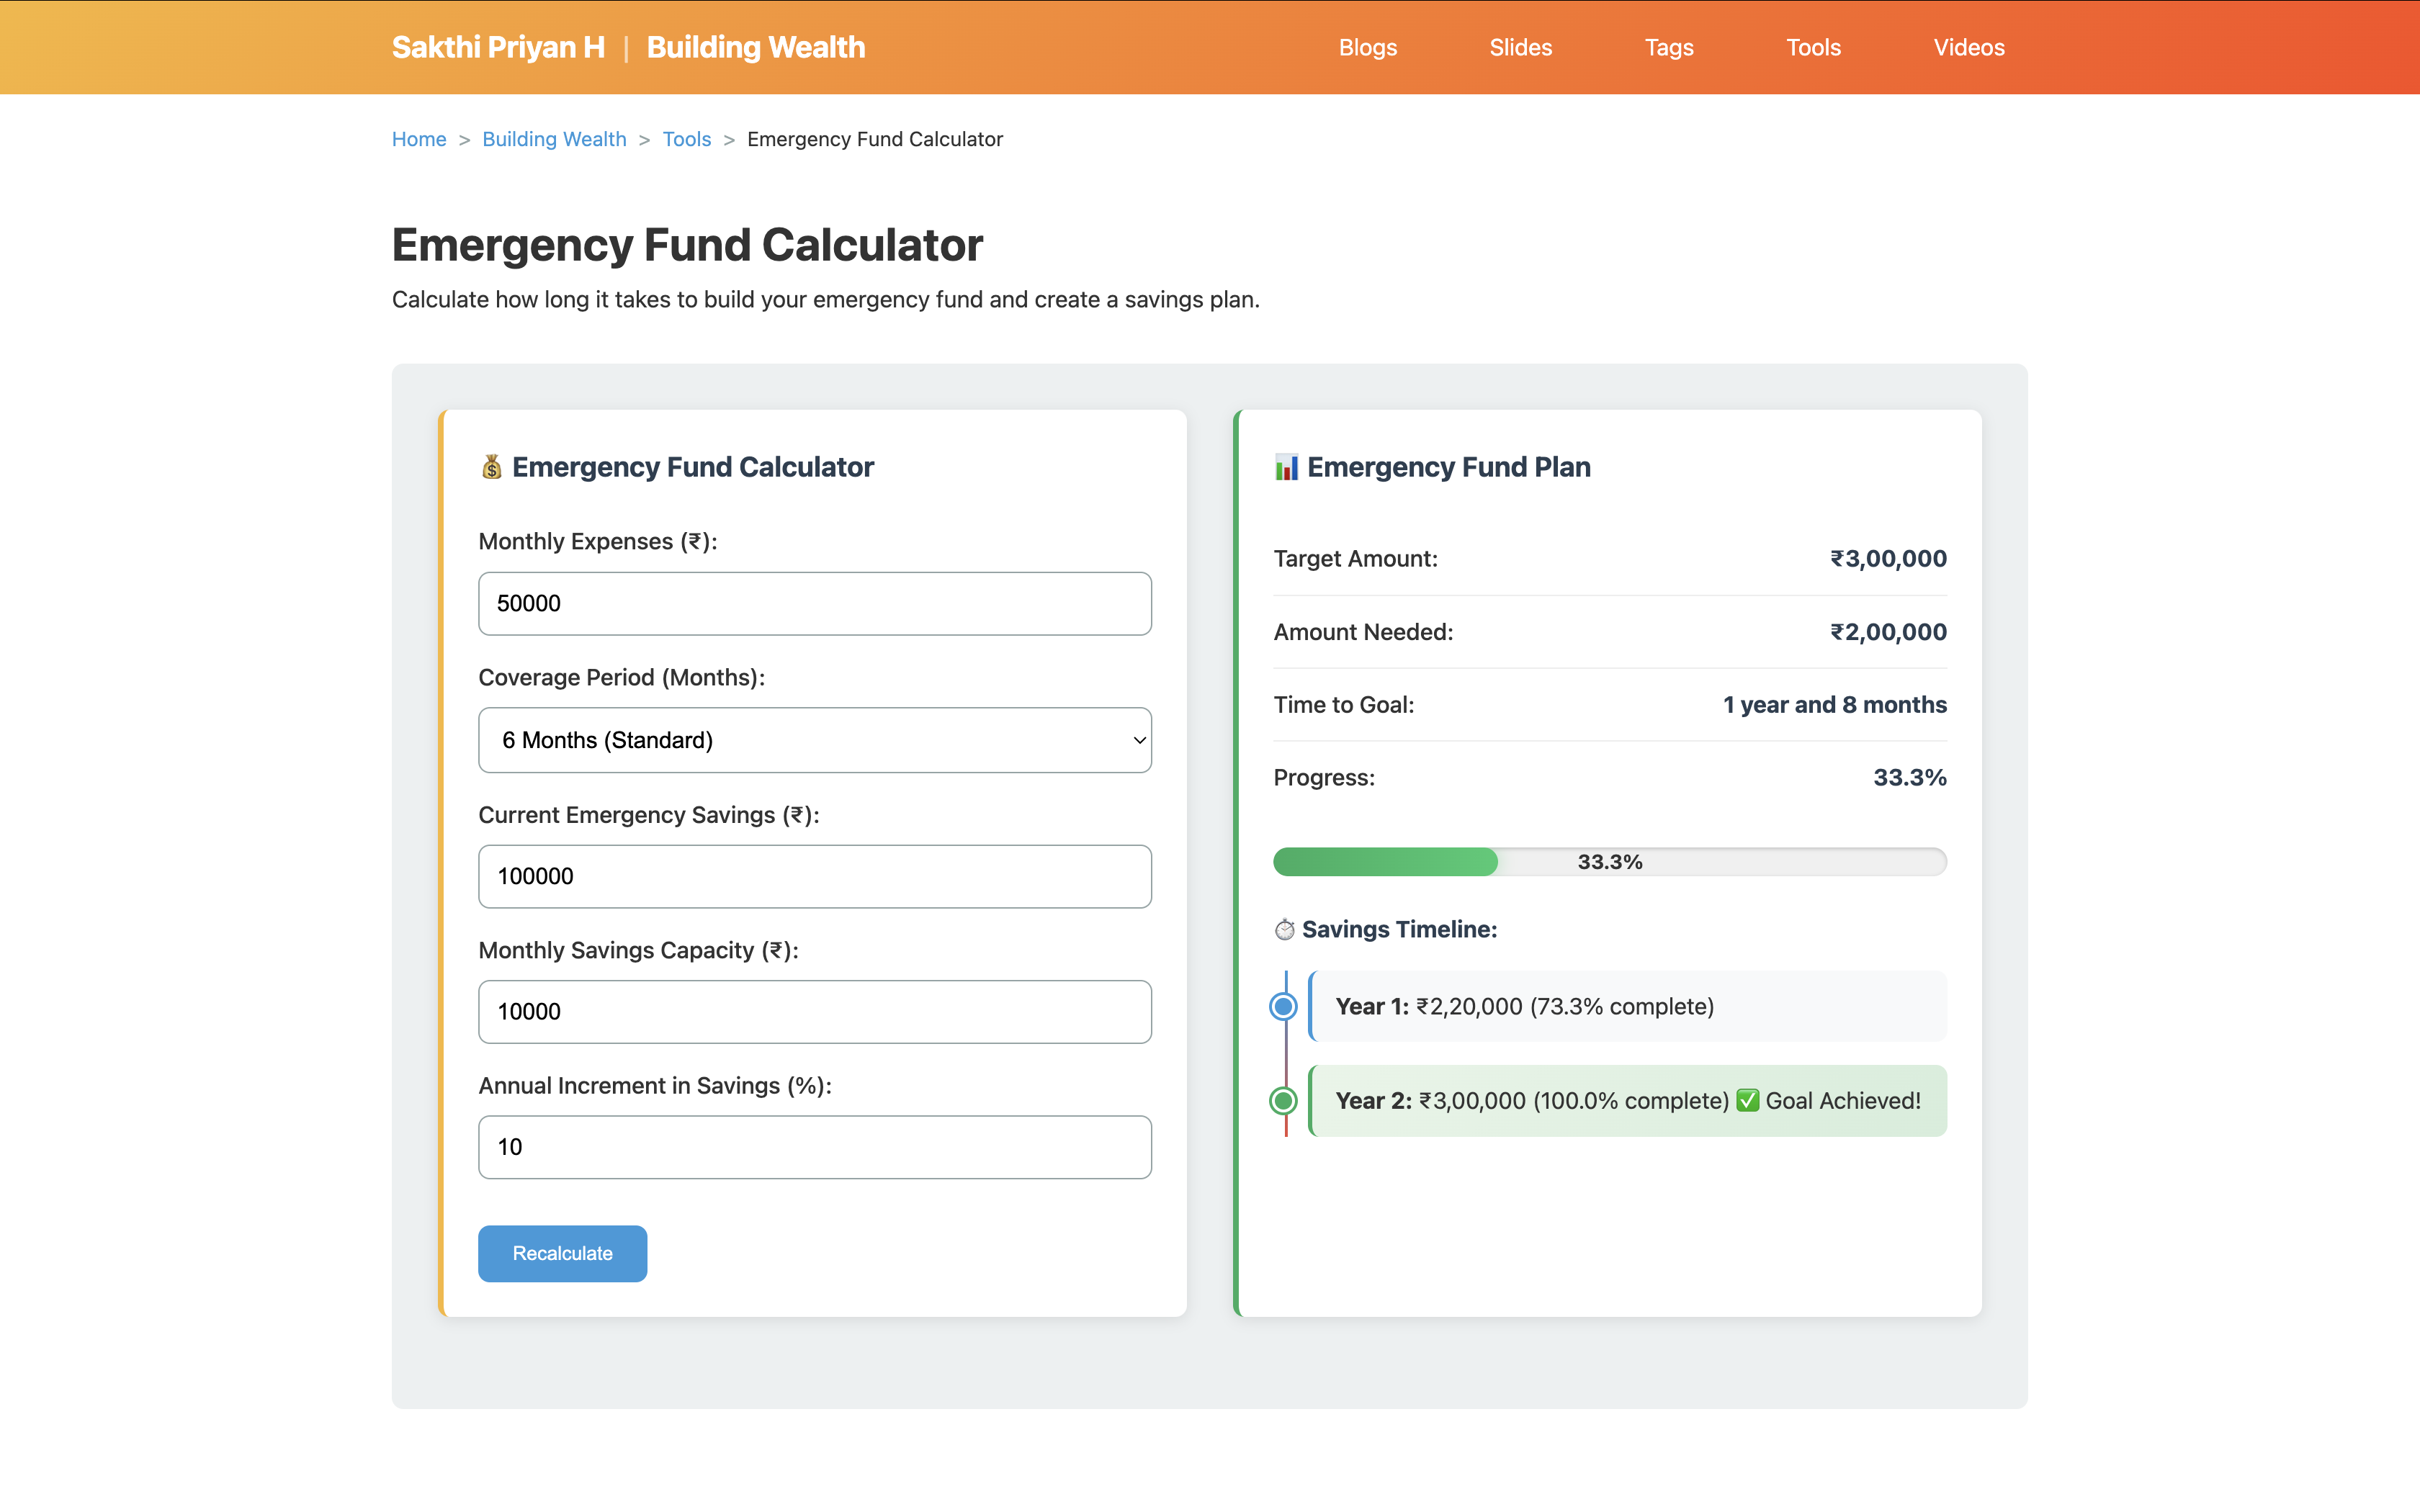 Sakthi Priyan H | Building Wealth Blogs Slides Tags Tools Videos
Home > Building Wealth > Tools > Emergency Fund Calculator
Emergency Fund Calculator
Calculate how long it takes to build your emergency fund and create a savings plan.
💰 Emergency Fund Calculator
Monthly Expenses (₹):
50000
Coverage Period (Months):
6 Months (Standard)
Current Emergency Savings (₹):
100000
Monthly Savings Capacity (₹):
10000
Annual Increment in Savings (%):
10
Recalculate
📊 Emergency Fund Plan
Target Amount: ₹3,00,000
Amount Needed: ₹2,00,000
Time to Goal: 1 year and 8 months
Progress: 33.3%
33.3%
⏱️ Savings Timeline:
Year 1: ₹2,20,000 (73.3% complete)
Year 2: ₹3,00,000 (100.0% complete) ✅ Goal Achieved!